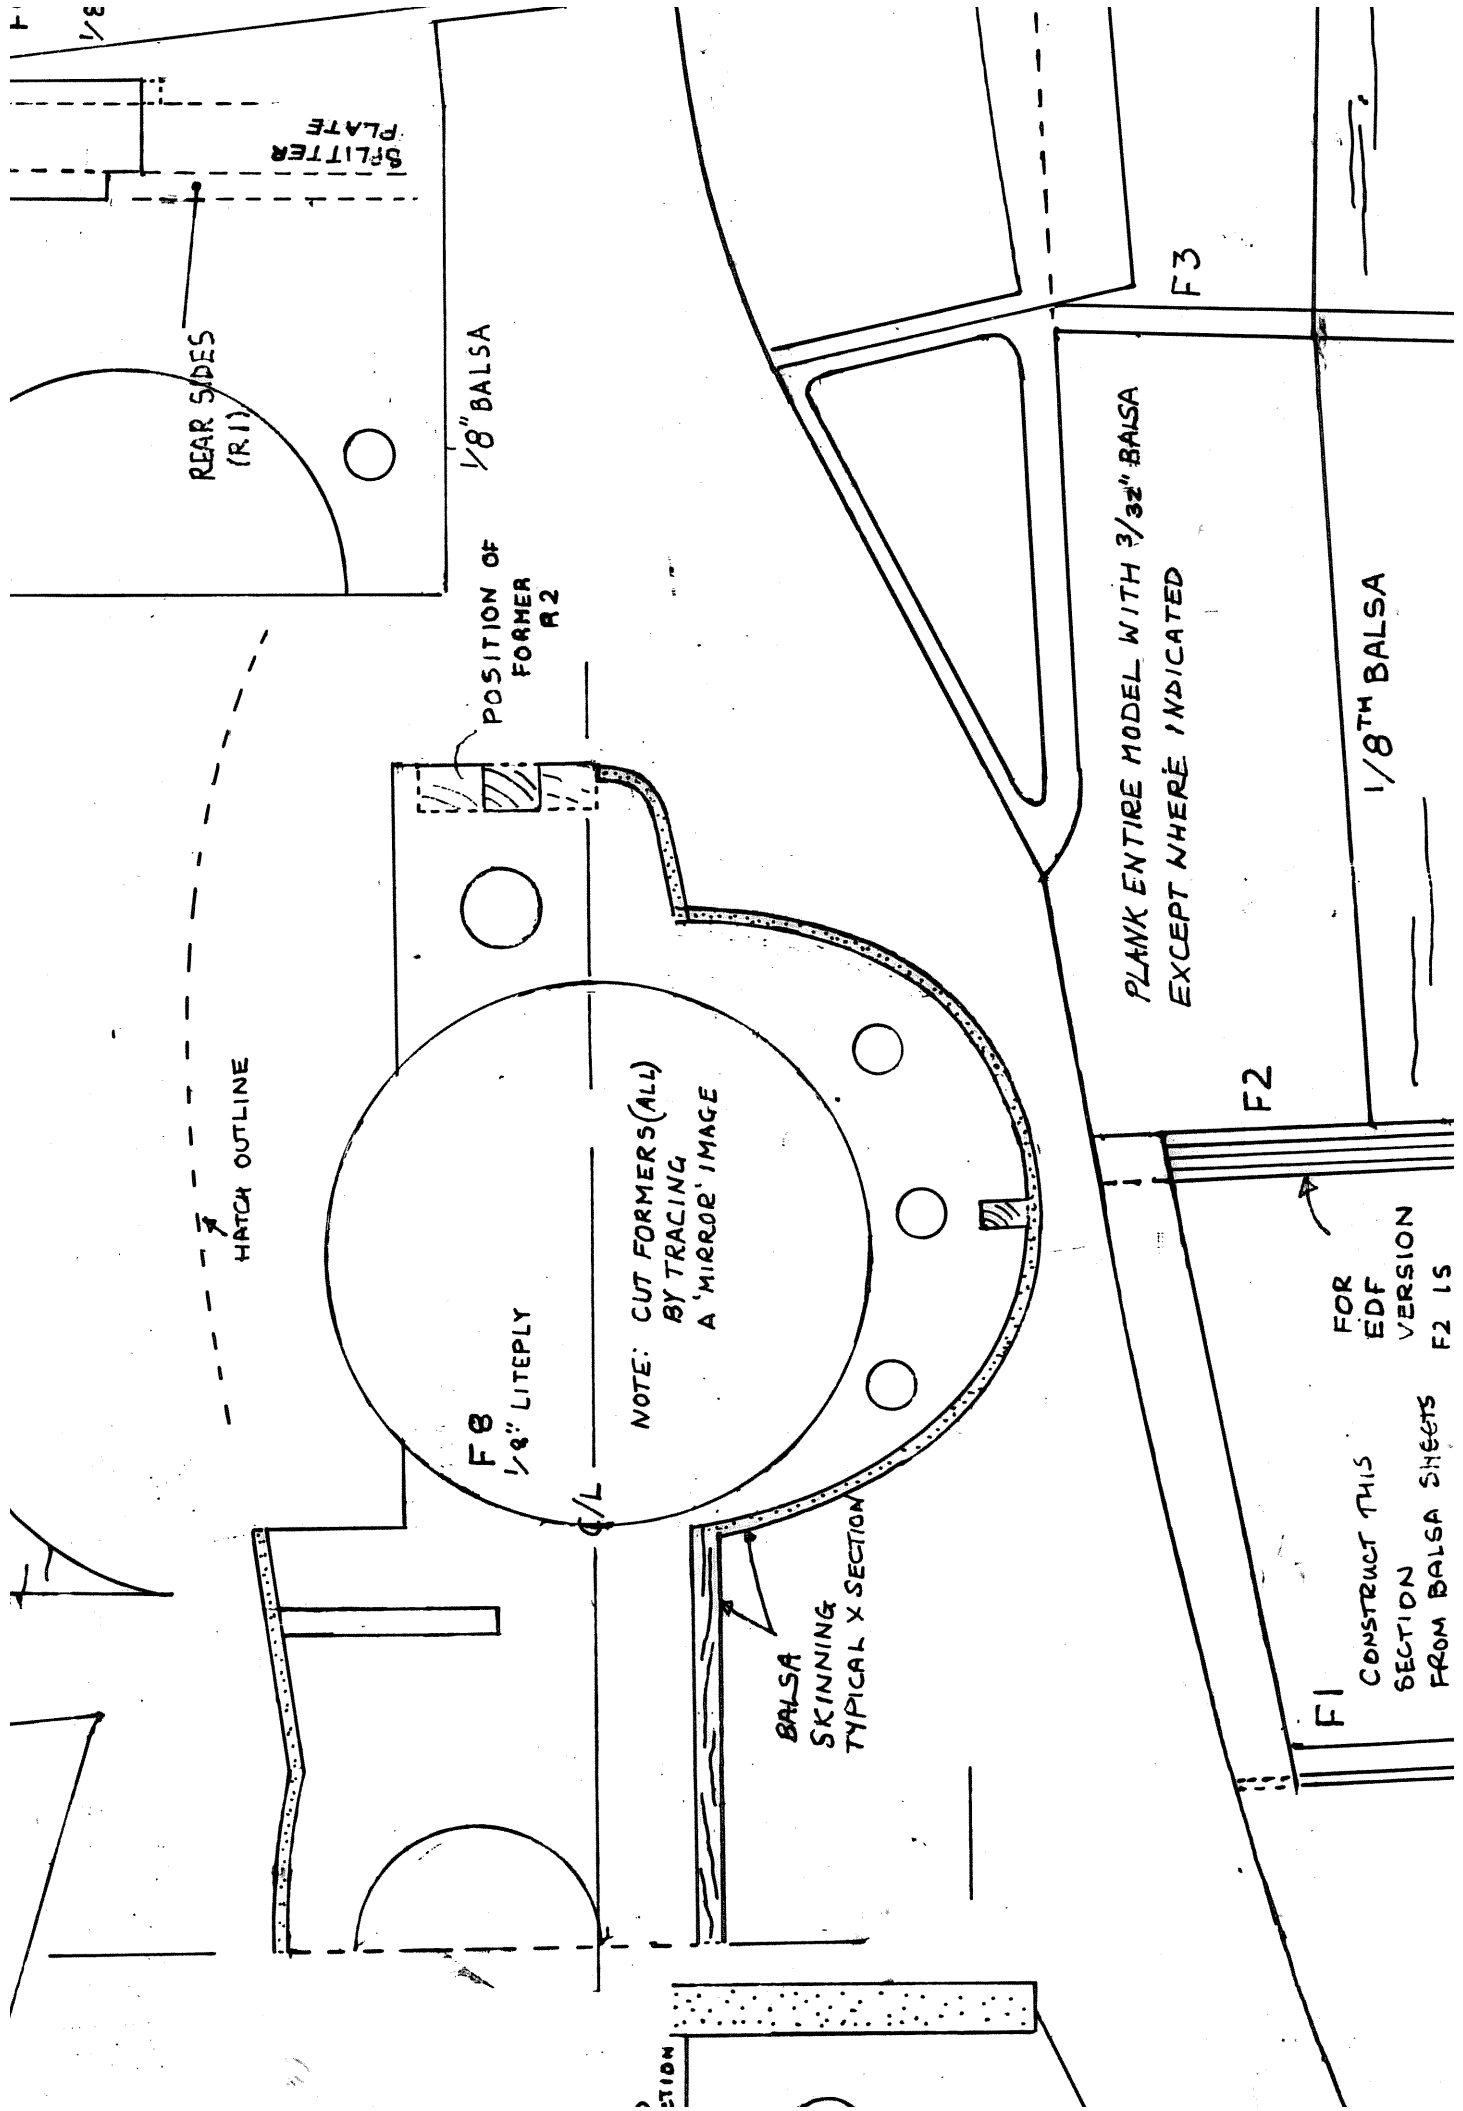 SPLITTER
PLATE
REAR SIDES
(R1)
1/8" BALSA
POSITION OF
FORMER
R2
HATCH OUTLINE
F8
1/8" LITEPLY
C/L
NOTE: CUT FORMERS (ALL)
BY TRACING
A 'MIRROR' IMAGE
BALSA
SKINNING
TYPICAL X SECTION
F3
PLANK ENTIRE MODEL WITH 3/32" BALSA
EXCEPT WHERE INDICATED
1/8TH BALSA
F2
FOR
EDF
VERSION
F2 IS
F1
CONSTRUCT THIS
SECTION
FROM BALSA SHEETS